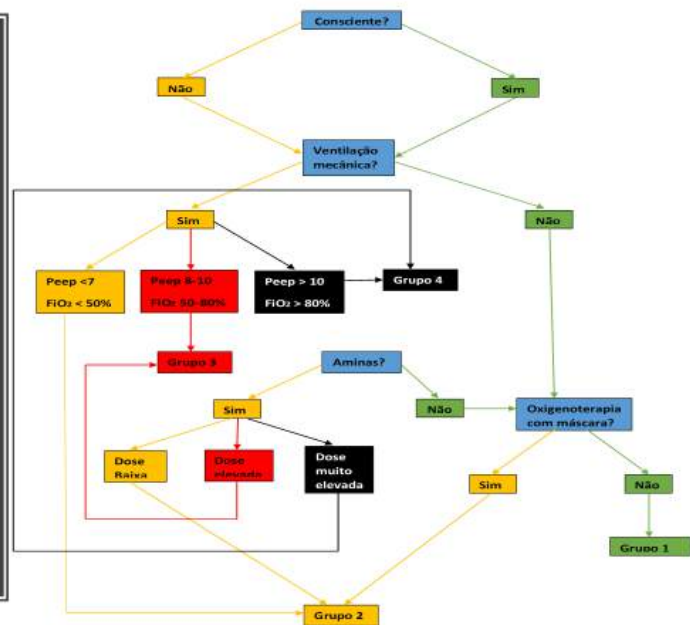 Consciente?
Não
Sim
Ventilação
mecânica?
Sim
Não
Peep <7
FiO₂ < 50%
Peep 8-10
FiO₂ 50-80%
Peep > 10
FiO₂ > 80%
Grupo 4
Grupo 3
Aminas?
Sim
Não
Oxigenoterapia
com máscara?
Dose
Baixa
Dose
elevada
Dose
muito
elevada
Sim
Não
Grupo 1
Grupo 2